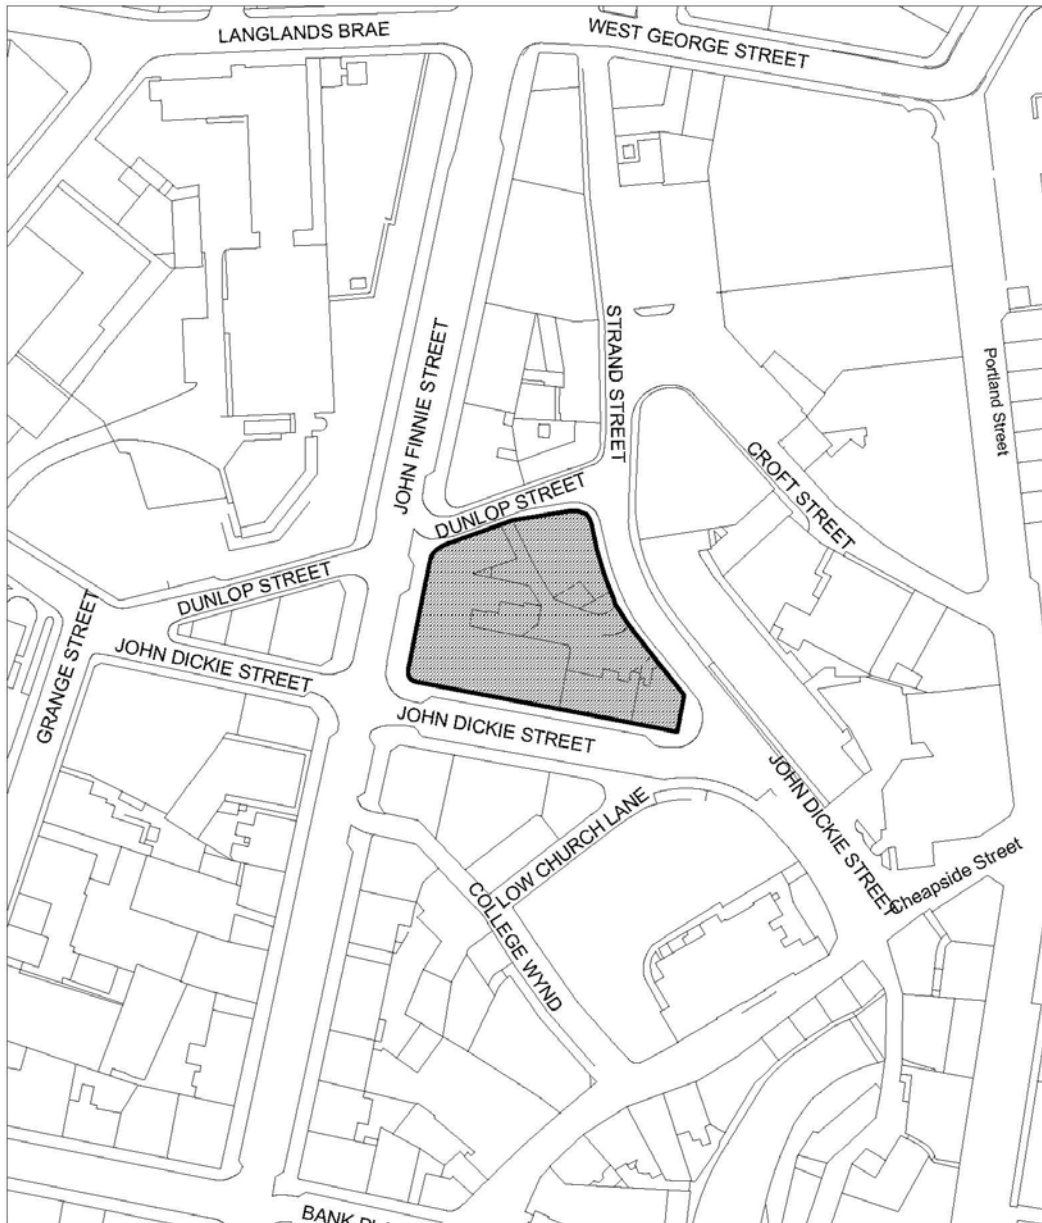 LANGLANDS BRAE
WEST GEORGE STREET
JOHN FINNIE STREET
STRAND STREET
Portland Street
CROFT STREET
DUNLOP STREET
DUNLOP STREET
GRANGE STREET
JOHN DICKIE STREET
JOHN DICKIE STREET
JOHN DICKIE STREET
LOW CHURCH LANE
Cheapside Street
COLLEGE WYND
BANK